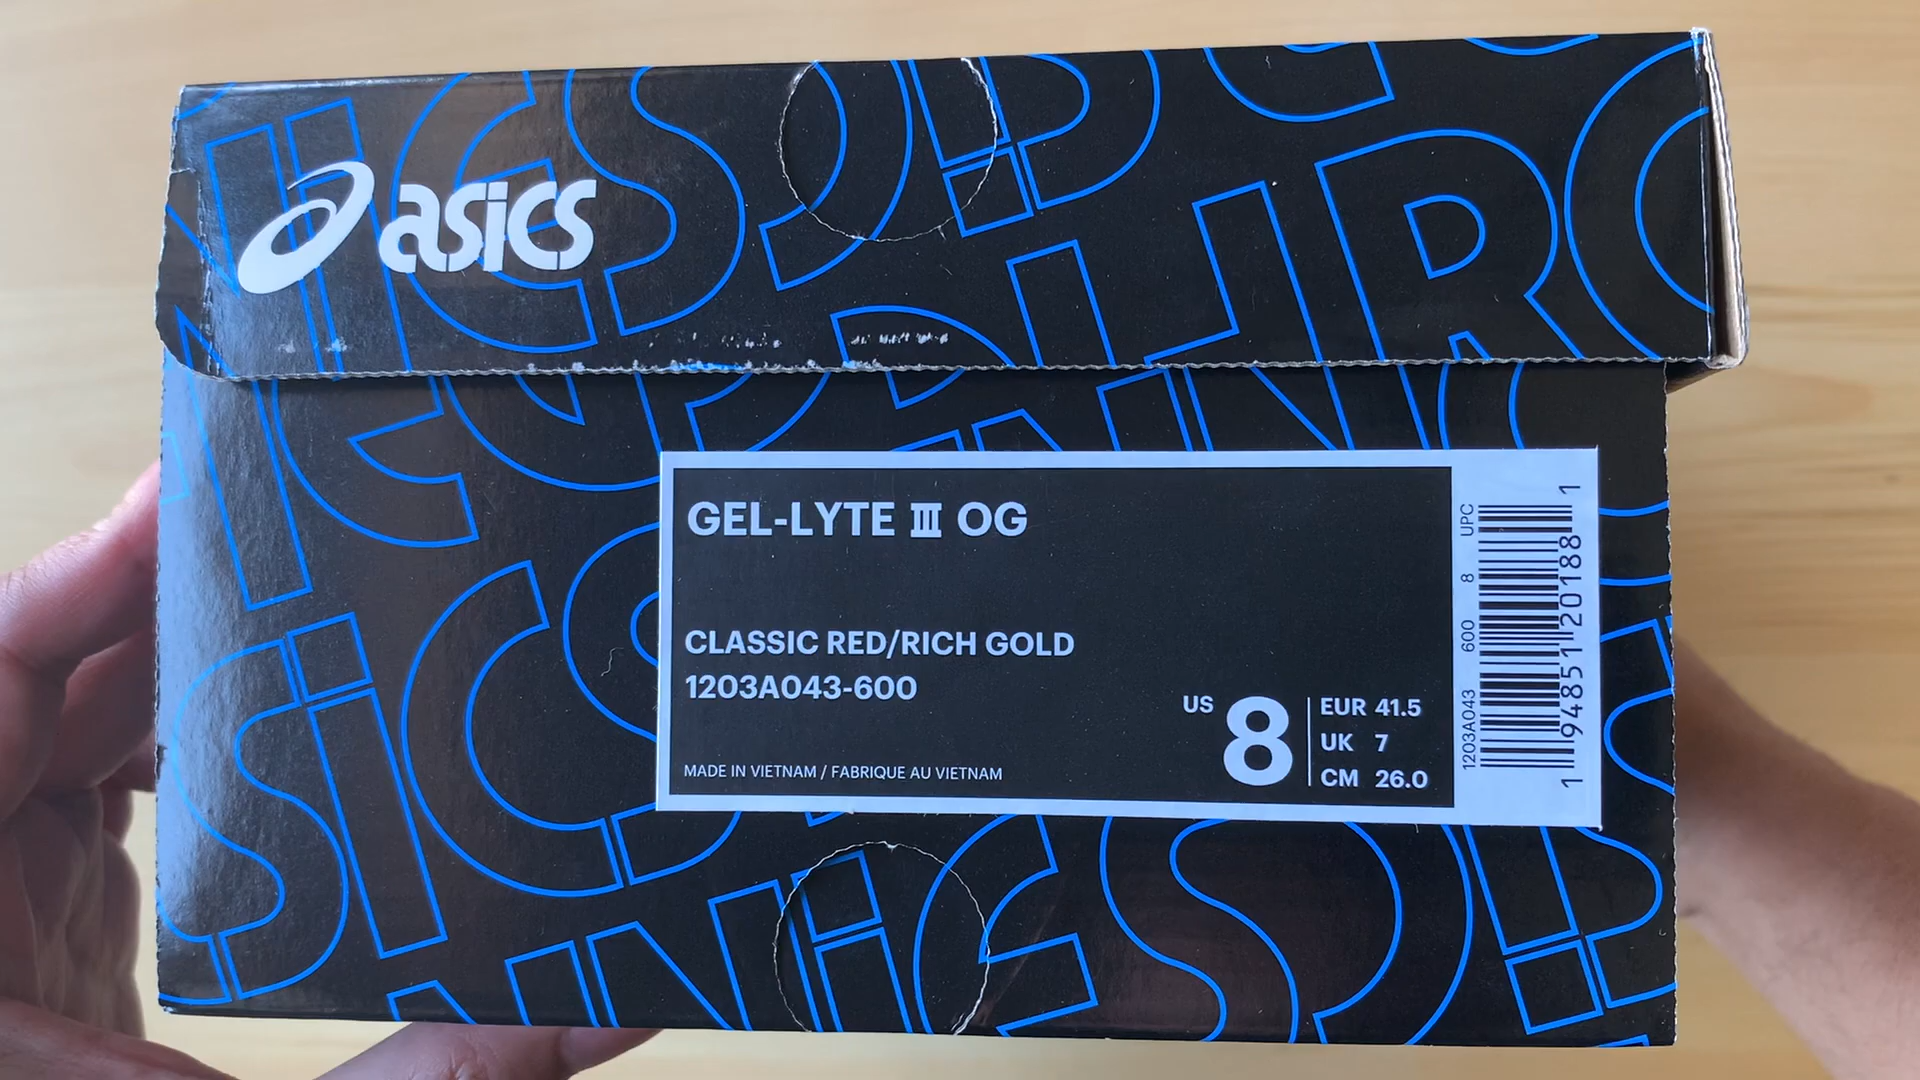 asics
GEL-LYTE III OG
CLASSIC RED/RICH GOLD
1203A043-600
MADE IN VIETNAM / FABRIQUE AU VIETNAM
US 8
EUR 41.5
UK 7
CM 26.0
1203A043 600 8 UPC
1 94851 20188 1